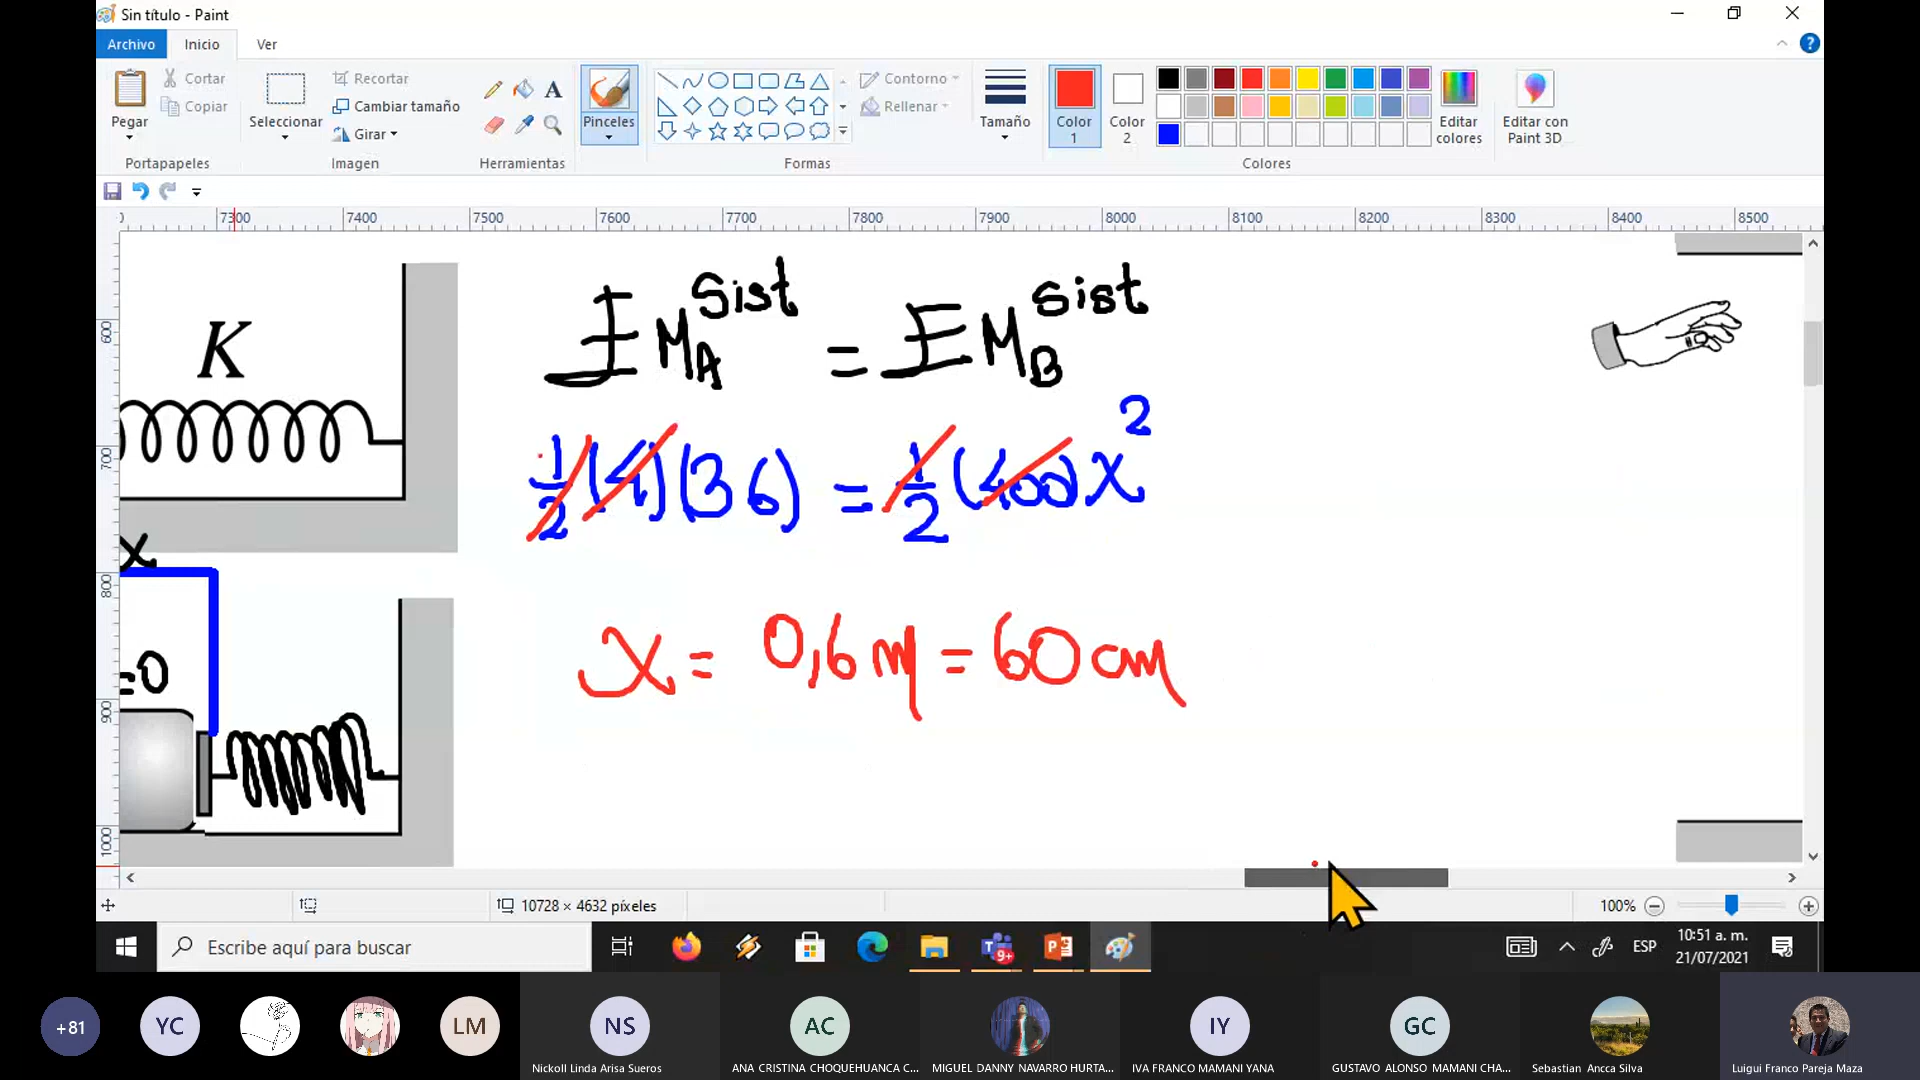 Sin título - Paint
Archivo Inicio Ver
Pegar
Cortar
Copiar
Portapapeles
Seleccionar
Recortar
Cambiar tamaño
Girar
Imagen
A
Herramientas
Pinceles
Contorno
Rellenar
Formas
Tamaño
Color 1
Color 2
Editar colores
Editar con Paint 3D
Colores
7300 7400 7500 7600 7700 7800 7900 8000 8100 8200 8300 8400 8500
600
700
800
900
1000
K
x
=0
EM_A^Sist = EM_B^Sist
1/2 (4)(36) = 1/2 (400)x^2
x = 0,6m = 60cm
10728 × 4632 píxeles
100%
Escribe aquí para buscar
9+
ESP
10:51 a. m.
21/07/2021
+81
YC
LM
NS
Nickoll Linda Arisa Sueros
AC
ANA CRISTINA CHOQUEHUANCA C...
MIGUEL DANNY NAVARRO HURTA...
IY
IVA FRANCO MAMANI YANA
GC
GUSTAVO ALONSO MAMANI CHA...
Sebastian Ancca Silva
Luigui Franco Pareja Maza